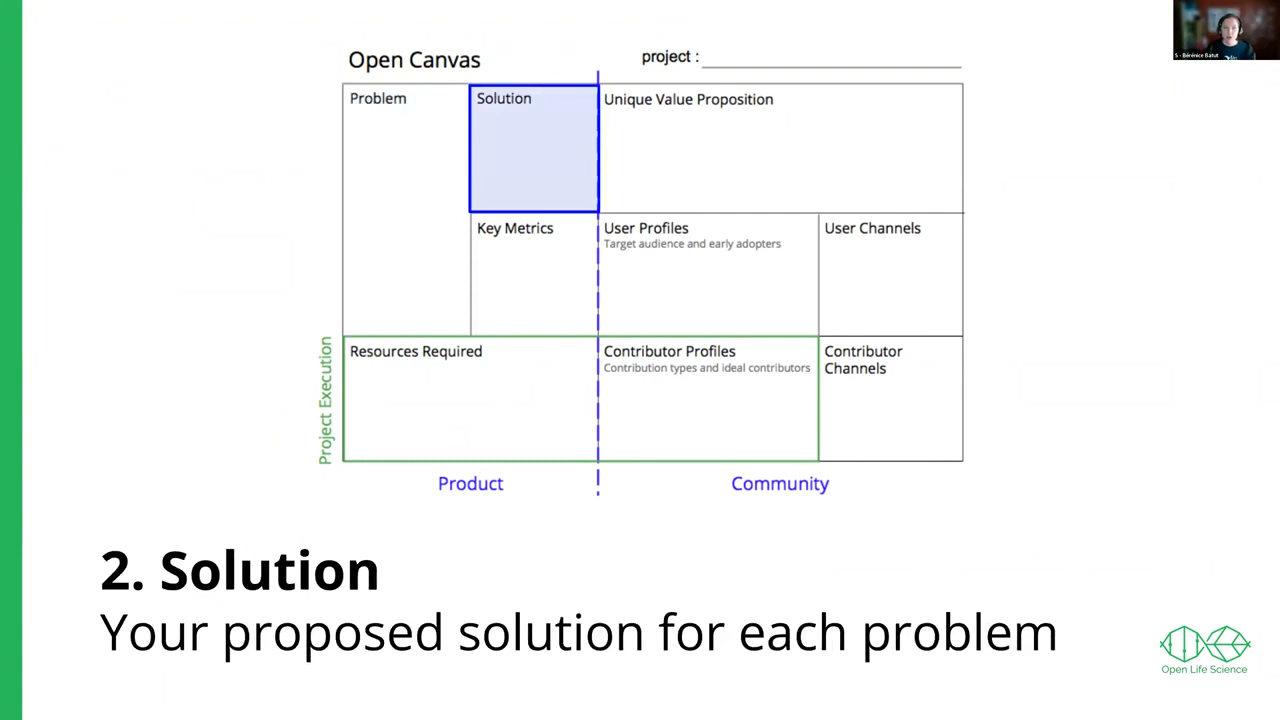 S - Bérénice Batut
Open Canvas
project :
Problem
Solution
Unique Value Proposition
Key Metrics
User Profiles
Target audience and early adopters
User Channels
Project Execution
Resources Required
Contributor Profiles
Contribution types and ideal contributors
Contributor
Channels
Product
Community
2. Solution
Your proposed solution for each problem
Open Life Science